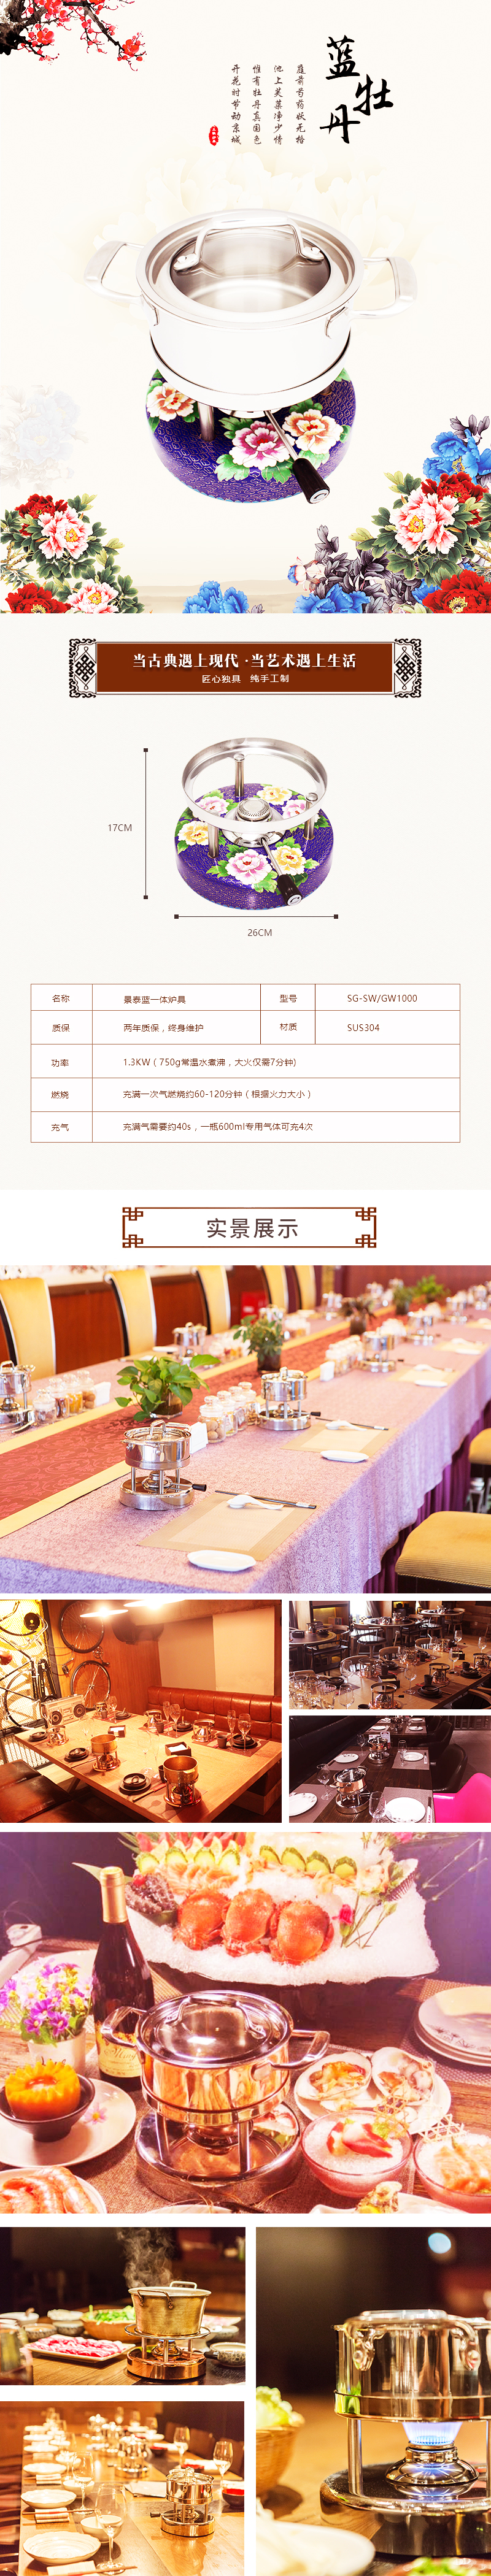 蓝牡丹
庭前芍药妖无格
池上芙蕖净少情
惟有牡丹真国色
开花时节动京城
当古典遇上现代·当艺术遇上生活
匠心独具 纯手工制
17CM
26CM
名称 景泰蓝一体炉具 型号 SG-SW/GW1000
质保 两年质保，终身维护 材质 SUS304
功率 1.3KW（750g常温水煮沸，大火仅需7分钟)
燃烧 充满一次气燃烧约60-120分钟（根据火力大小）
充气 充满气需要约40s，一瓶600ml专用气体可充4次
实景展示